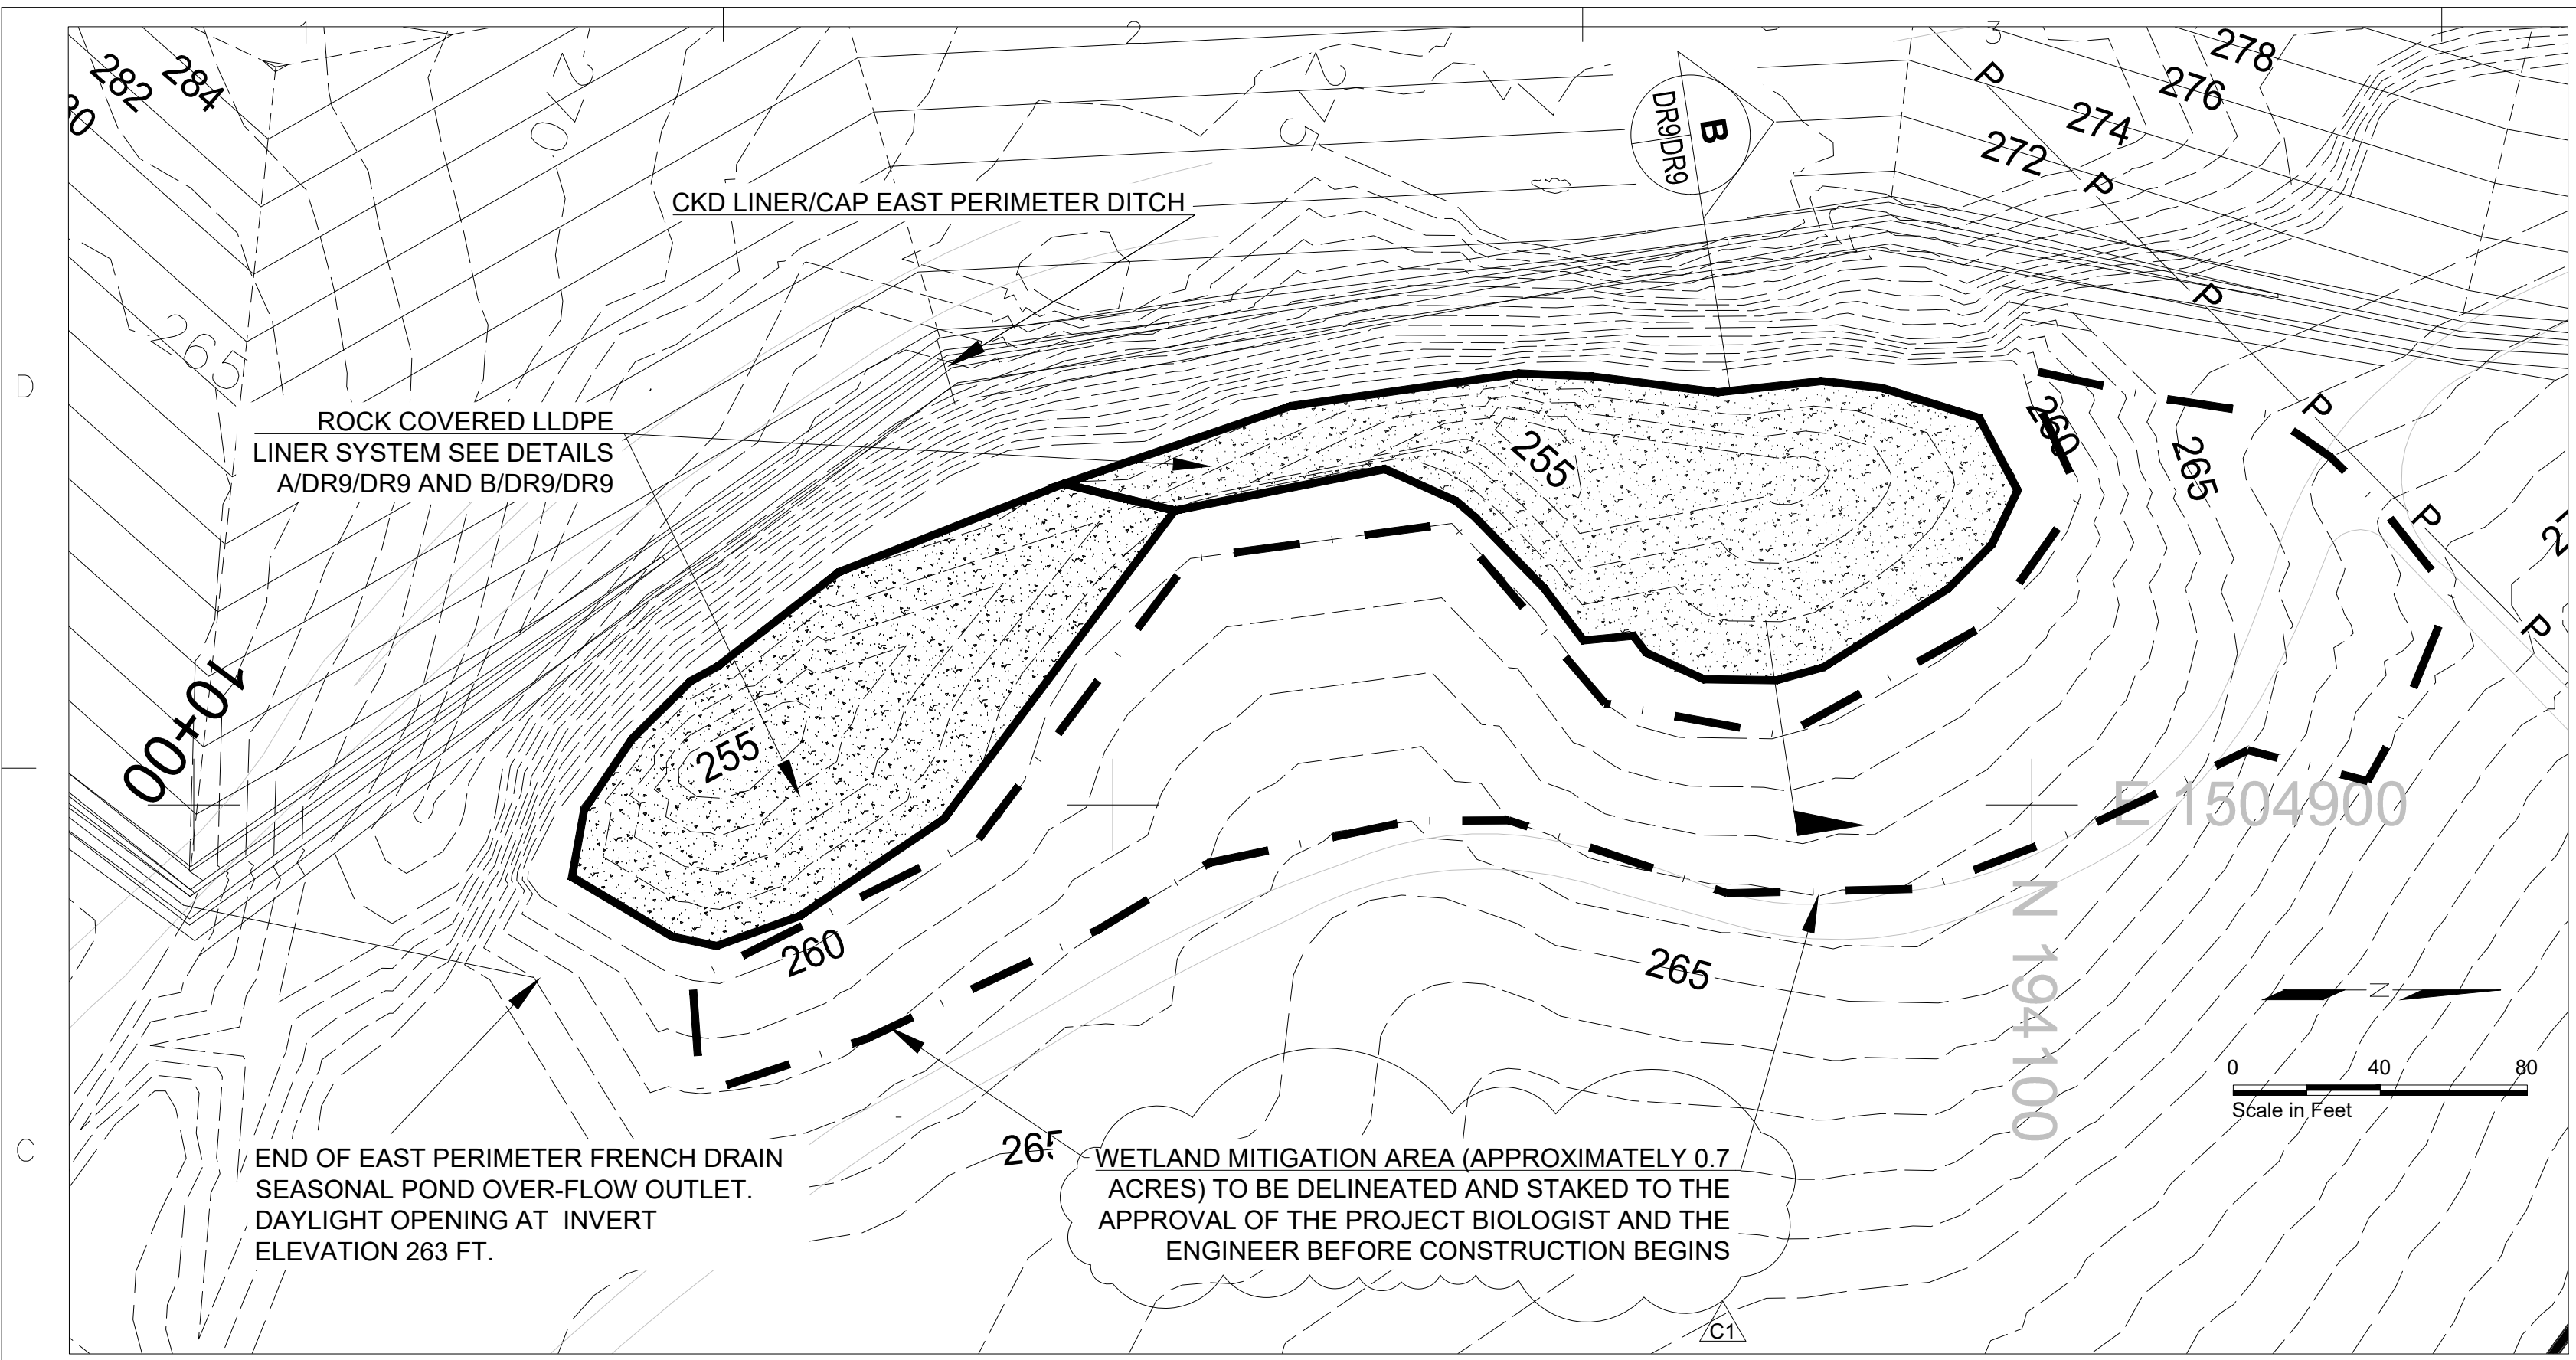 1
2
3
282
284
270
275
278
276
274
272
P
P
P
P
P
P
B
DR9 DR9
CKD LINER/CAP EAST PERIMETER DITCH
265
D
ROCK COVERED LLDPE
LINER SYSTEM SEE DETAILS
A/DR9/DR9 AND B/DR9/DR9
255
260
265
10+00
255
E 1504900
N 194100
260
265
N
0 40 80
Scale in Feet
C
END OF EAST PERIMETER FRENCH DRAIN
SEASONAL POND OVER-FLOW OUTLET.
DAYLIGHT OPENING AT INVERT
ELEVATION 263 FT.
265
WETLAND MITIGATION AREA (APPROXIMATELY 0.7
ACRES) TO BE DELINEATED AND STAKED TO THE
APPROVAL OF THE PROJECT BIOLOGIST AND THE
ENGINEER BEFORE CONSTRUCTION BEGINS
C1